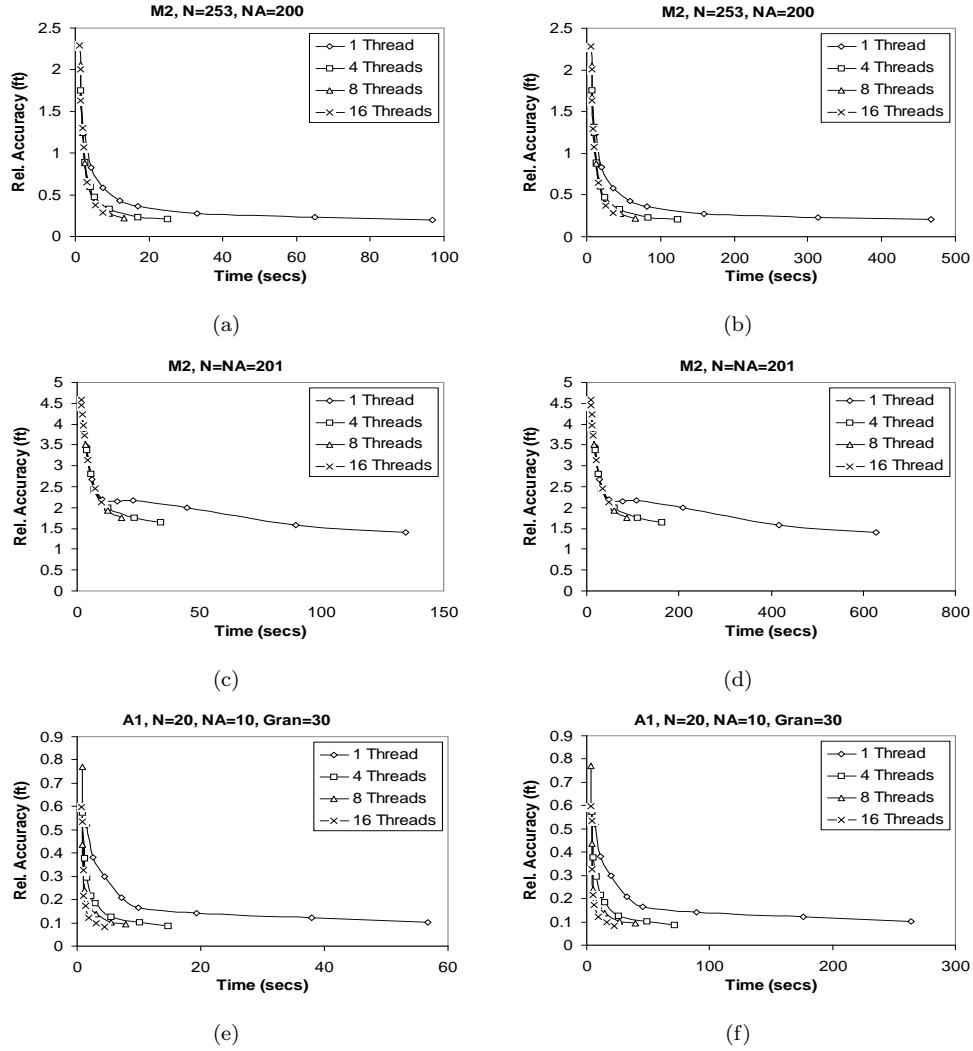 M2, N=253, NA=200
2.5
2
1.5
1
0.5
0
Rel. Accuracy (ft)
1 Thread
4 Threads
8 Threads
16 Threads
0 20 40 60 80 100
Time (secs)
(a)
M2, N=253, NA=200
2.5
2
1.5
1
0.5
0
Rel. Accuracy (ft)
1 Thread
4 Threads
8 Threads
16 Threads
0 100 200 300 400 500
Time (secs)
(b)
M2, N=NA=201
5
4.5
4
3.5
3
2.5
2
1.5
1
0.5
0
Rel. Accuracy (ft)
1 Thread
4 Threads
8 Threads
16 Threads
0 50 100 150
Time (secs)
(c)
M2, N=NA=201
5
4.5
4
3.5
3
2.5
2
1.5
1
0.5
0
Rel. Accuracy (ft)
1 Thread
4 Thread
8 Thread
16 Thread
0 200 400 600 800
Time (secs)
(d)
A1, N=20, NA=10, Gran=30
0.9
0.8
0.7
0.6
0.5
0.4
0.3
0.2
0.1
0
Rel. Accuracy (ft)
1 Thread
4 Threads
8 Threads
16 Threads
0 20 40 60
Time (secs)
(e)
A1, N=20, NA=10, Gran=30
0.9
0.8
0.7
0.6
0.5
0.4
0.3
0.2
0.1
0
Rel. Accuracy (ft)
1 Thread
4 Threads
8 Threads
16 Threads
0 100 200 300
Time (secs)
(f)